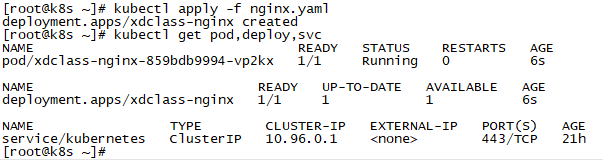 [root@k8s ~]# kubectl apply -f nginx.yaml
deployment.apps/xdclass-nginx created
[root@k8s ~]# kubectl get pod,deploy,svc
NAME READY STATUS RESTARTS AGE
pod/xdclass-nginx-859bdb9994-vp2kx 1/1 Running 0 6s
NAME READY UP-TO-DATE AVAILABLE AGE
deployment.apps/xdclass-nginx 1/1 1 1 6s
NAME TYPE CLUSTER-IP EXTERNAL-IP PORT(S) AGE
service/kubernetes ClusterIP 10.96.0.1 <none> 443/TCP 21h
[root@k8s ~]#